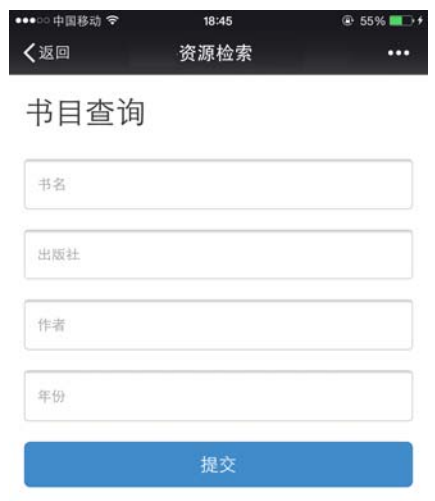 中国移动 18:45 55%
返回 资源检索 •••
书目查询
书名
出版社
作者
年份
提交